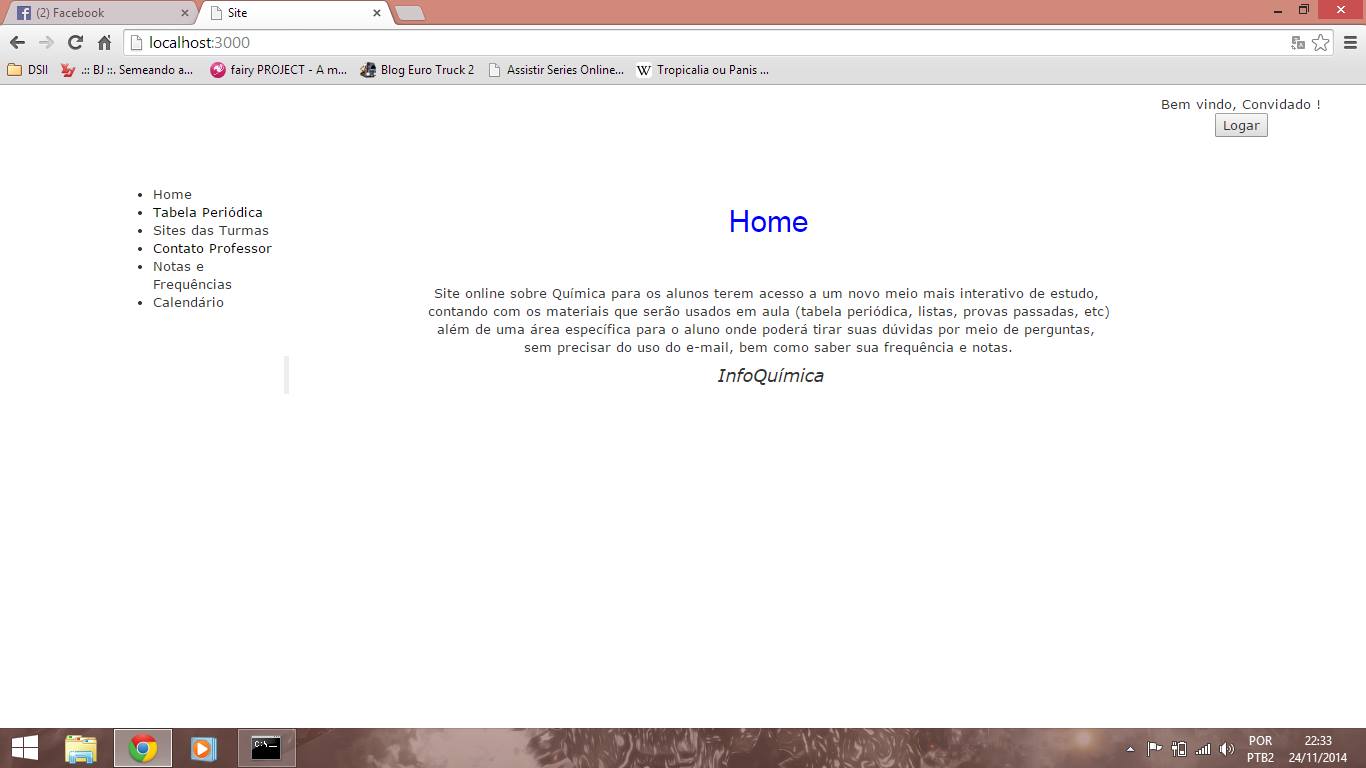 (2) Facebook
Site
localhost:3000
DSII
.:: BJ ::. Semeando a...
fairy PROJECT - A m...
Blog Euro Truck 2
Assistir Series Online...
W
Tropicalia ou Panis ...
Bem vindo, Convidado !
Logar
Home
Tabela Periódica
Sites das Turmas
Contato Professor
Notas e
Frequências
Calendário
Home
Site online sobre Química para os alunos terem acesso a um novo meio mais interativo de estudo,
contando com os materiais que serão usados em aula (tabela periódica, listas, provas passadas, etc)
além de uma área específica para o aluno onde poderá tirar suas dúvidas por meio de perguntas,
sem precisar do uso do e-mail, bem como saber sua frequência e notas.
InfoQuímica
C:\_
POR
PTB2
22:33
24/11/2014